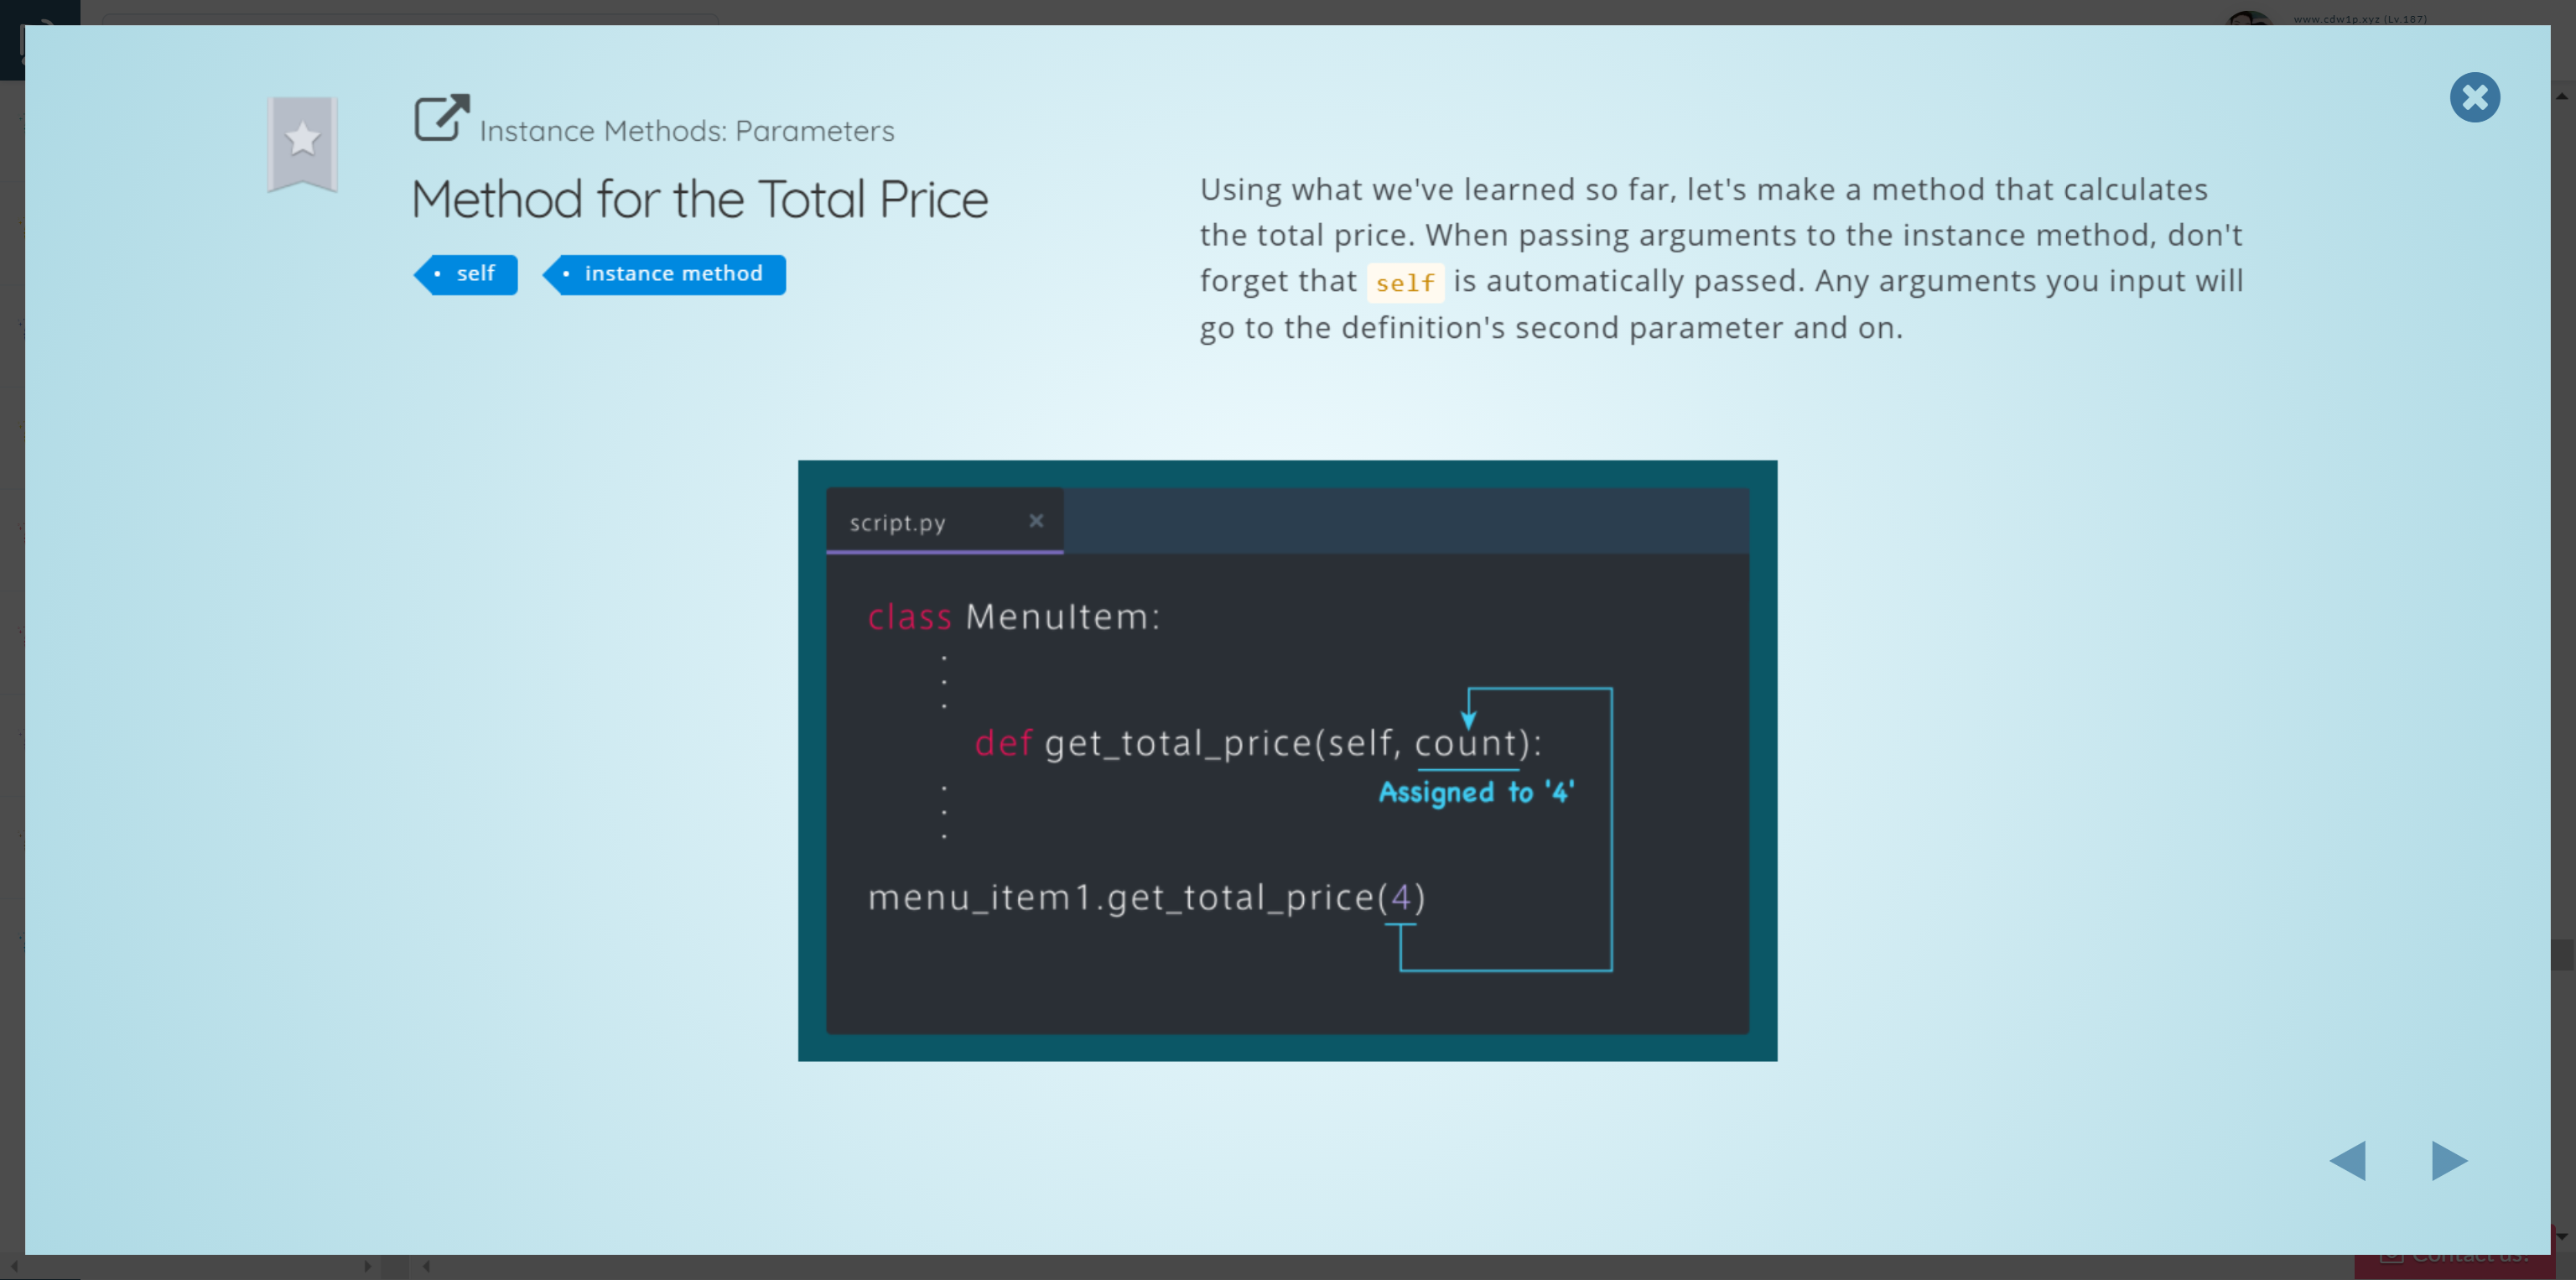 www.cdw1p.xyz (Lv.187)
Instance Methods: Parameters
Method for the Total Price
• self
• instance method
Using what we've learned so far, let's make a method that calculates
the total price. When passing arguments to the instance method, don't
forget that self is automatically passed. Any arguments you input will
go to the definition's second parameter and on.
script.py ×
class MenuItem:
.
.
.
def get_total_price(self, count):
Assigned to '4'
.
.
.
menu_item1.get_total_price(4)
Contact us!